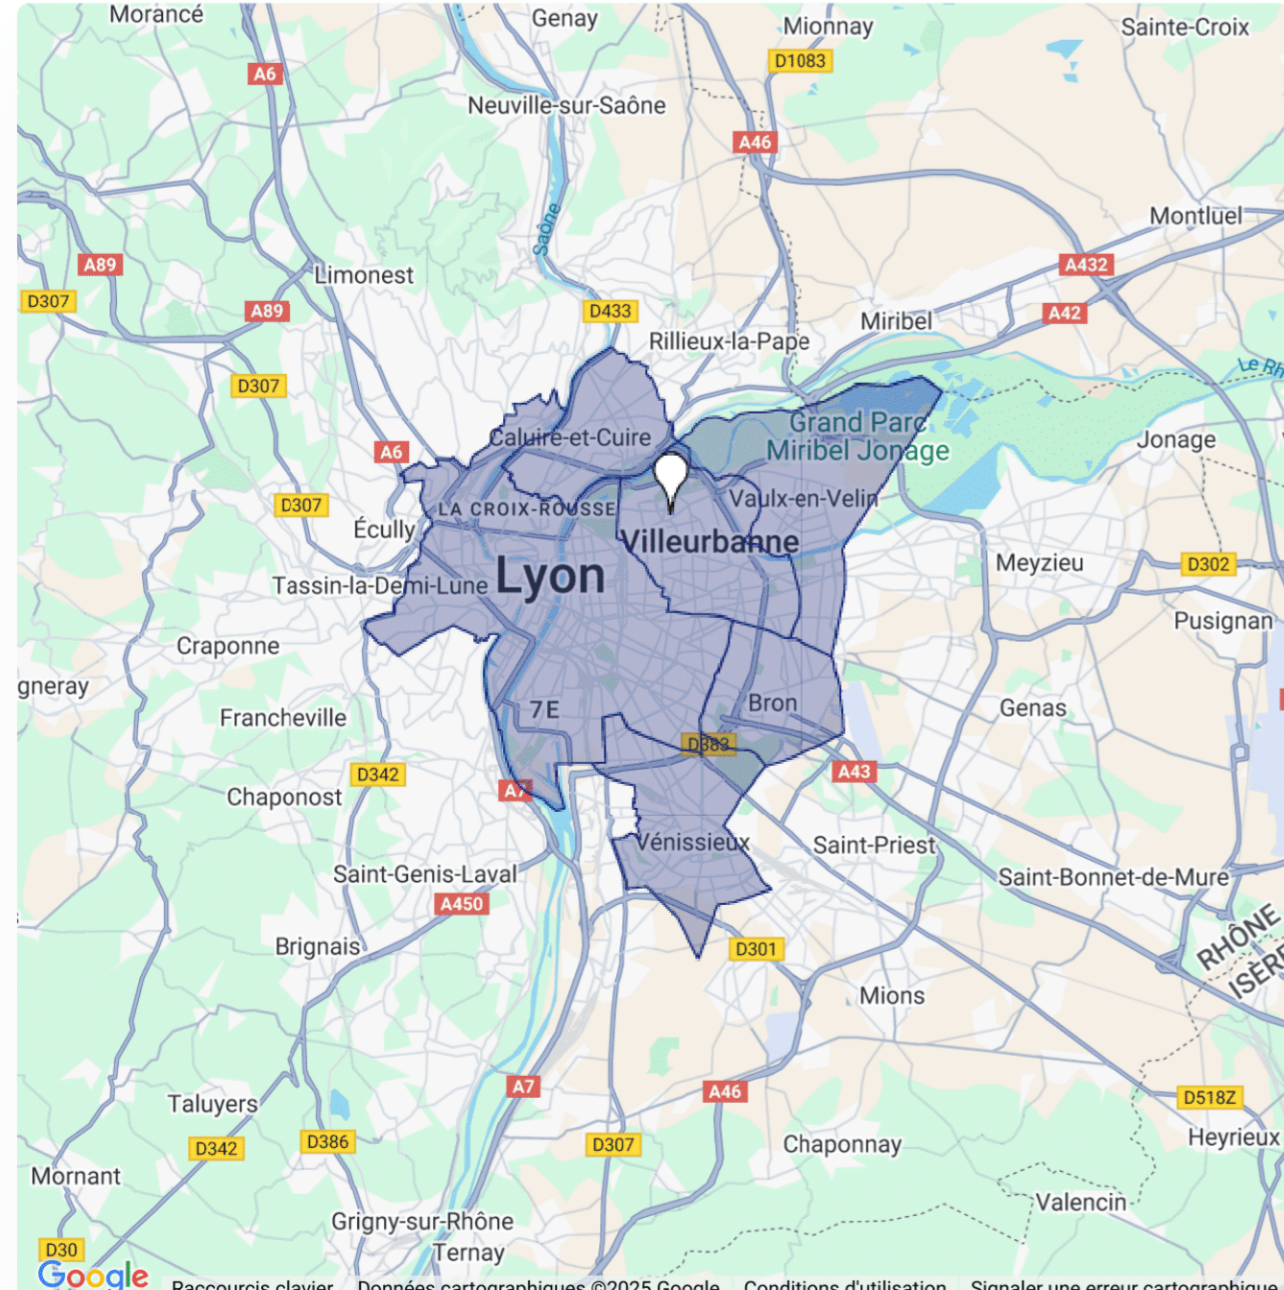 Morancé
Genay
Mionnay
Sainte-Croix
D1083
A6
Neuville-sur-Saône
A46
Montluel
Saône
A89
Limonest
A432
D307
A89
D433
A42
Miribel
Rillieux-la-Pape
Le Rh
D307
Grand Parc
Miribel Jonage
Caluire-et-Cuire
Jonage
A6
Vaulx-en-Velin
D307
LA CROIX-ROUSSE
Écully
Villeurbanne
Meyzieu
D302
Lyon
Tassin-la-Demi-Lune
Pusignan
Craponne
gneray
Bron
Genas
7E
Francheville
D383
D342
A43
A7
Chaponost
Vénissieux
Saint-Priest
Saint-Genis-Laval
Saint-Bonnet-de-Mure
A450
Brignais
D301
RHÔNE
ISÈRE
Mions
A7
A46
D518Z
Taluyers
D342
D386
D307
Chaponnay
Heyrieux
Mornant
Valencin
Grigny-sur-Rhône
Ternay
D30
Google
Raccourcis clavier
Données cartographiques ©2025 Google
Conditions d'utilisation
Signaler une erreur cartographique